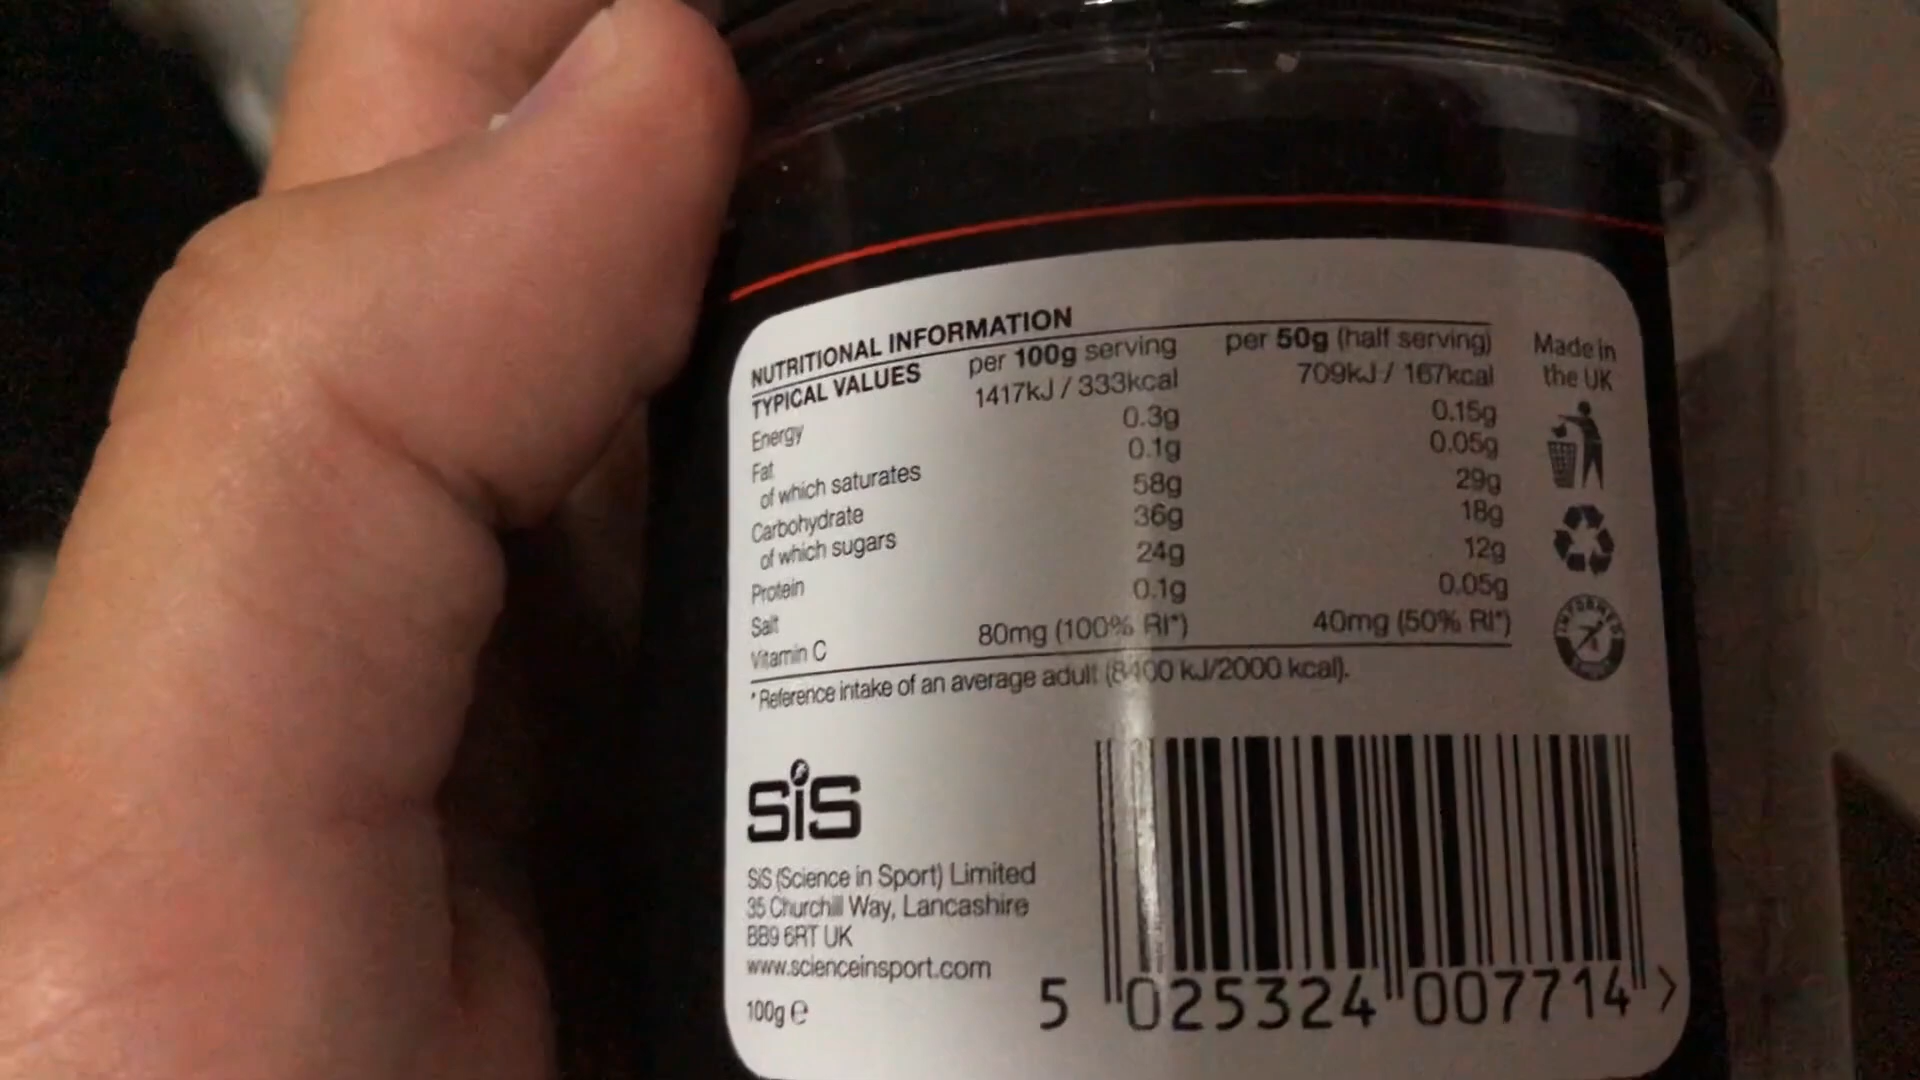 NUTRITIONAL INFORMATION
TYPICAL VALUES per 100g serving per 50g (half serving)
Energy 1417kJ / 333kcal 709kJ / 167kcal
Fat 0.3g 0.15g
of which saturates 0.1g 0.05g
Carbohydrate 58g 29g
of which sugars 36g 18g
Protein 24g 12g
Salt 0.1g 0.05g
Vitamin C 80mg (100% RI*) 40mg (50% RI*)
* Reference intake of an average adult (8400 kJ/2000 kcal).
Made in
the UK
INFORMED
SiS
SiS (Science in Sport) Limited
35 Churchill Way, Lancashire
BB9 6RT UK
www.scienceinsport.com
100g e
5 025324 007714 >